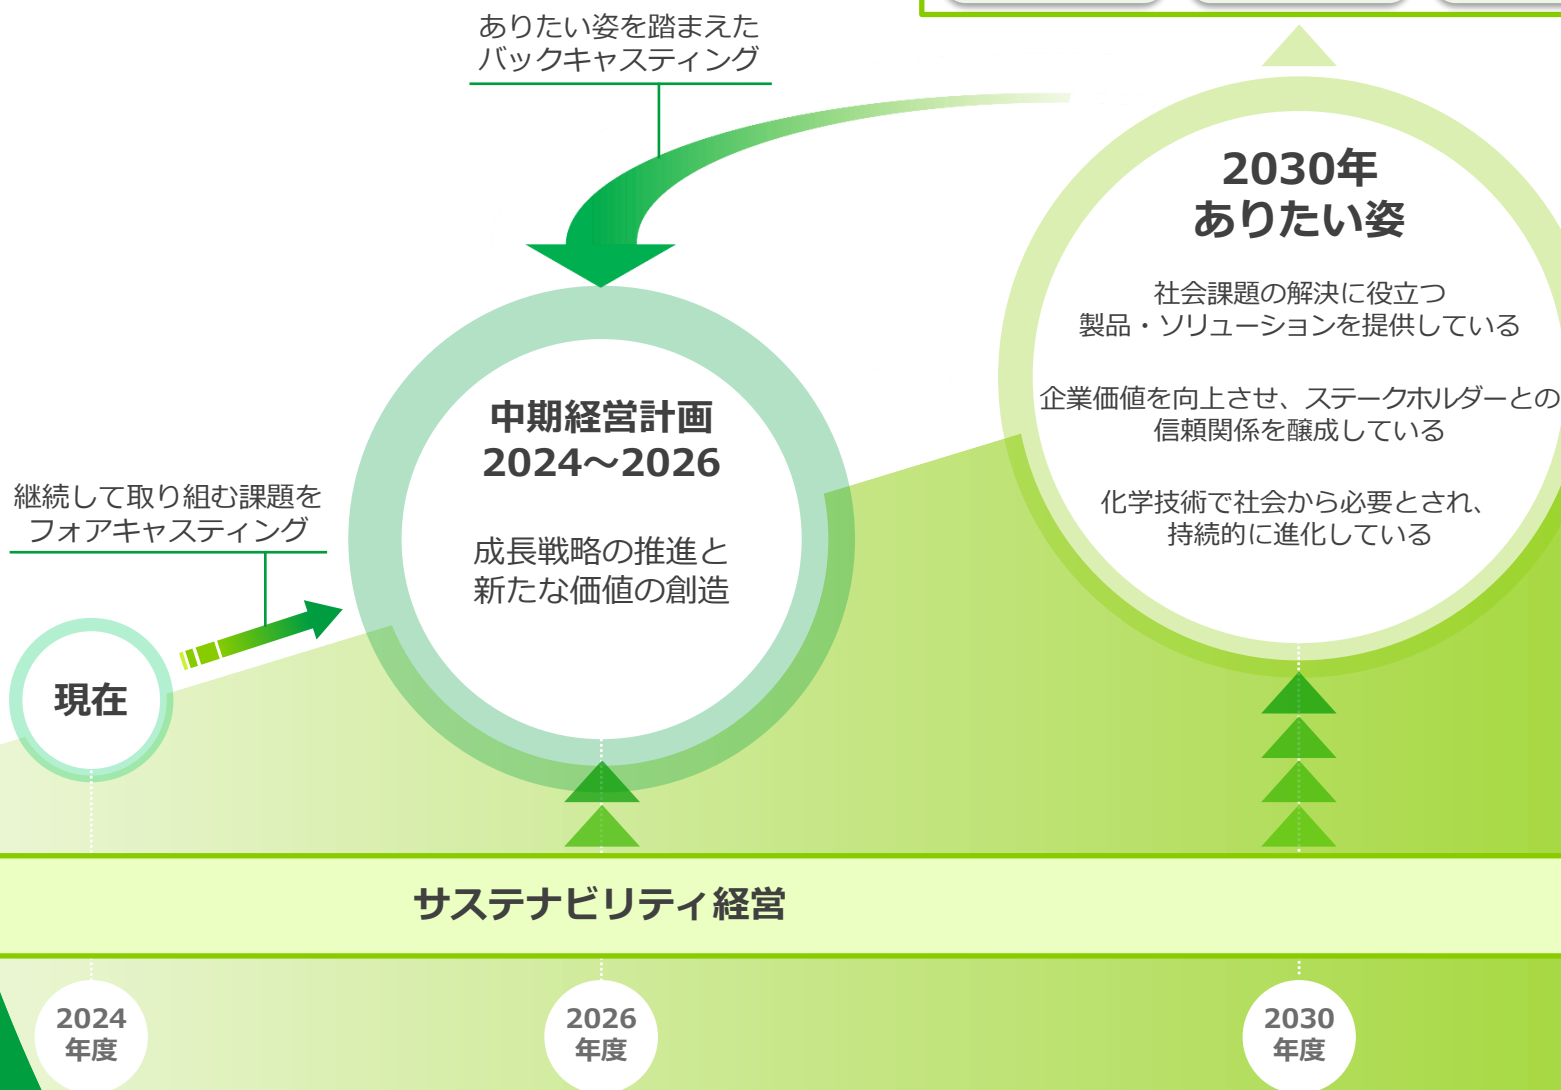 ありたい姿を踏まえた
バックキャスティング
2030年
ありたい姿
社会課題の解決に役立つ
製品・ソリューションを提供している
企業価値を向上させ、ステークホルダーとの
信頼関係を醸成している
化学技術で社会から必要とされ、
持続的に進化している
中期経営計画
2024～2026
成長戦略の推進と
新たな価値の創造
継続して取り組む課題を
フォアキャスティング
現在
サステナビリティ経営
2024
年度
2026
年度
2030
年度